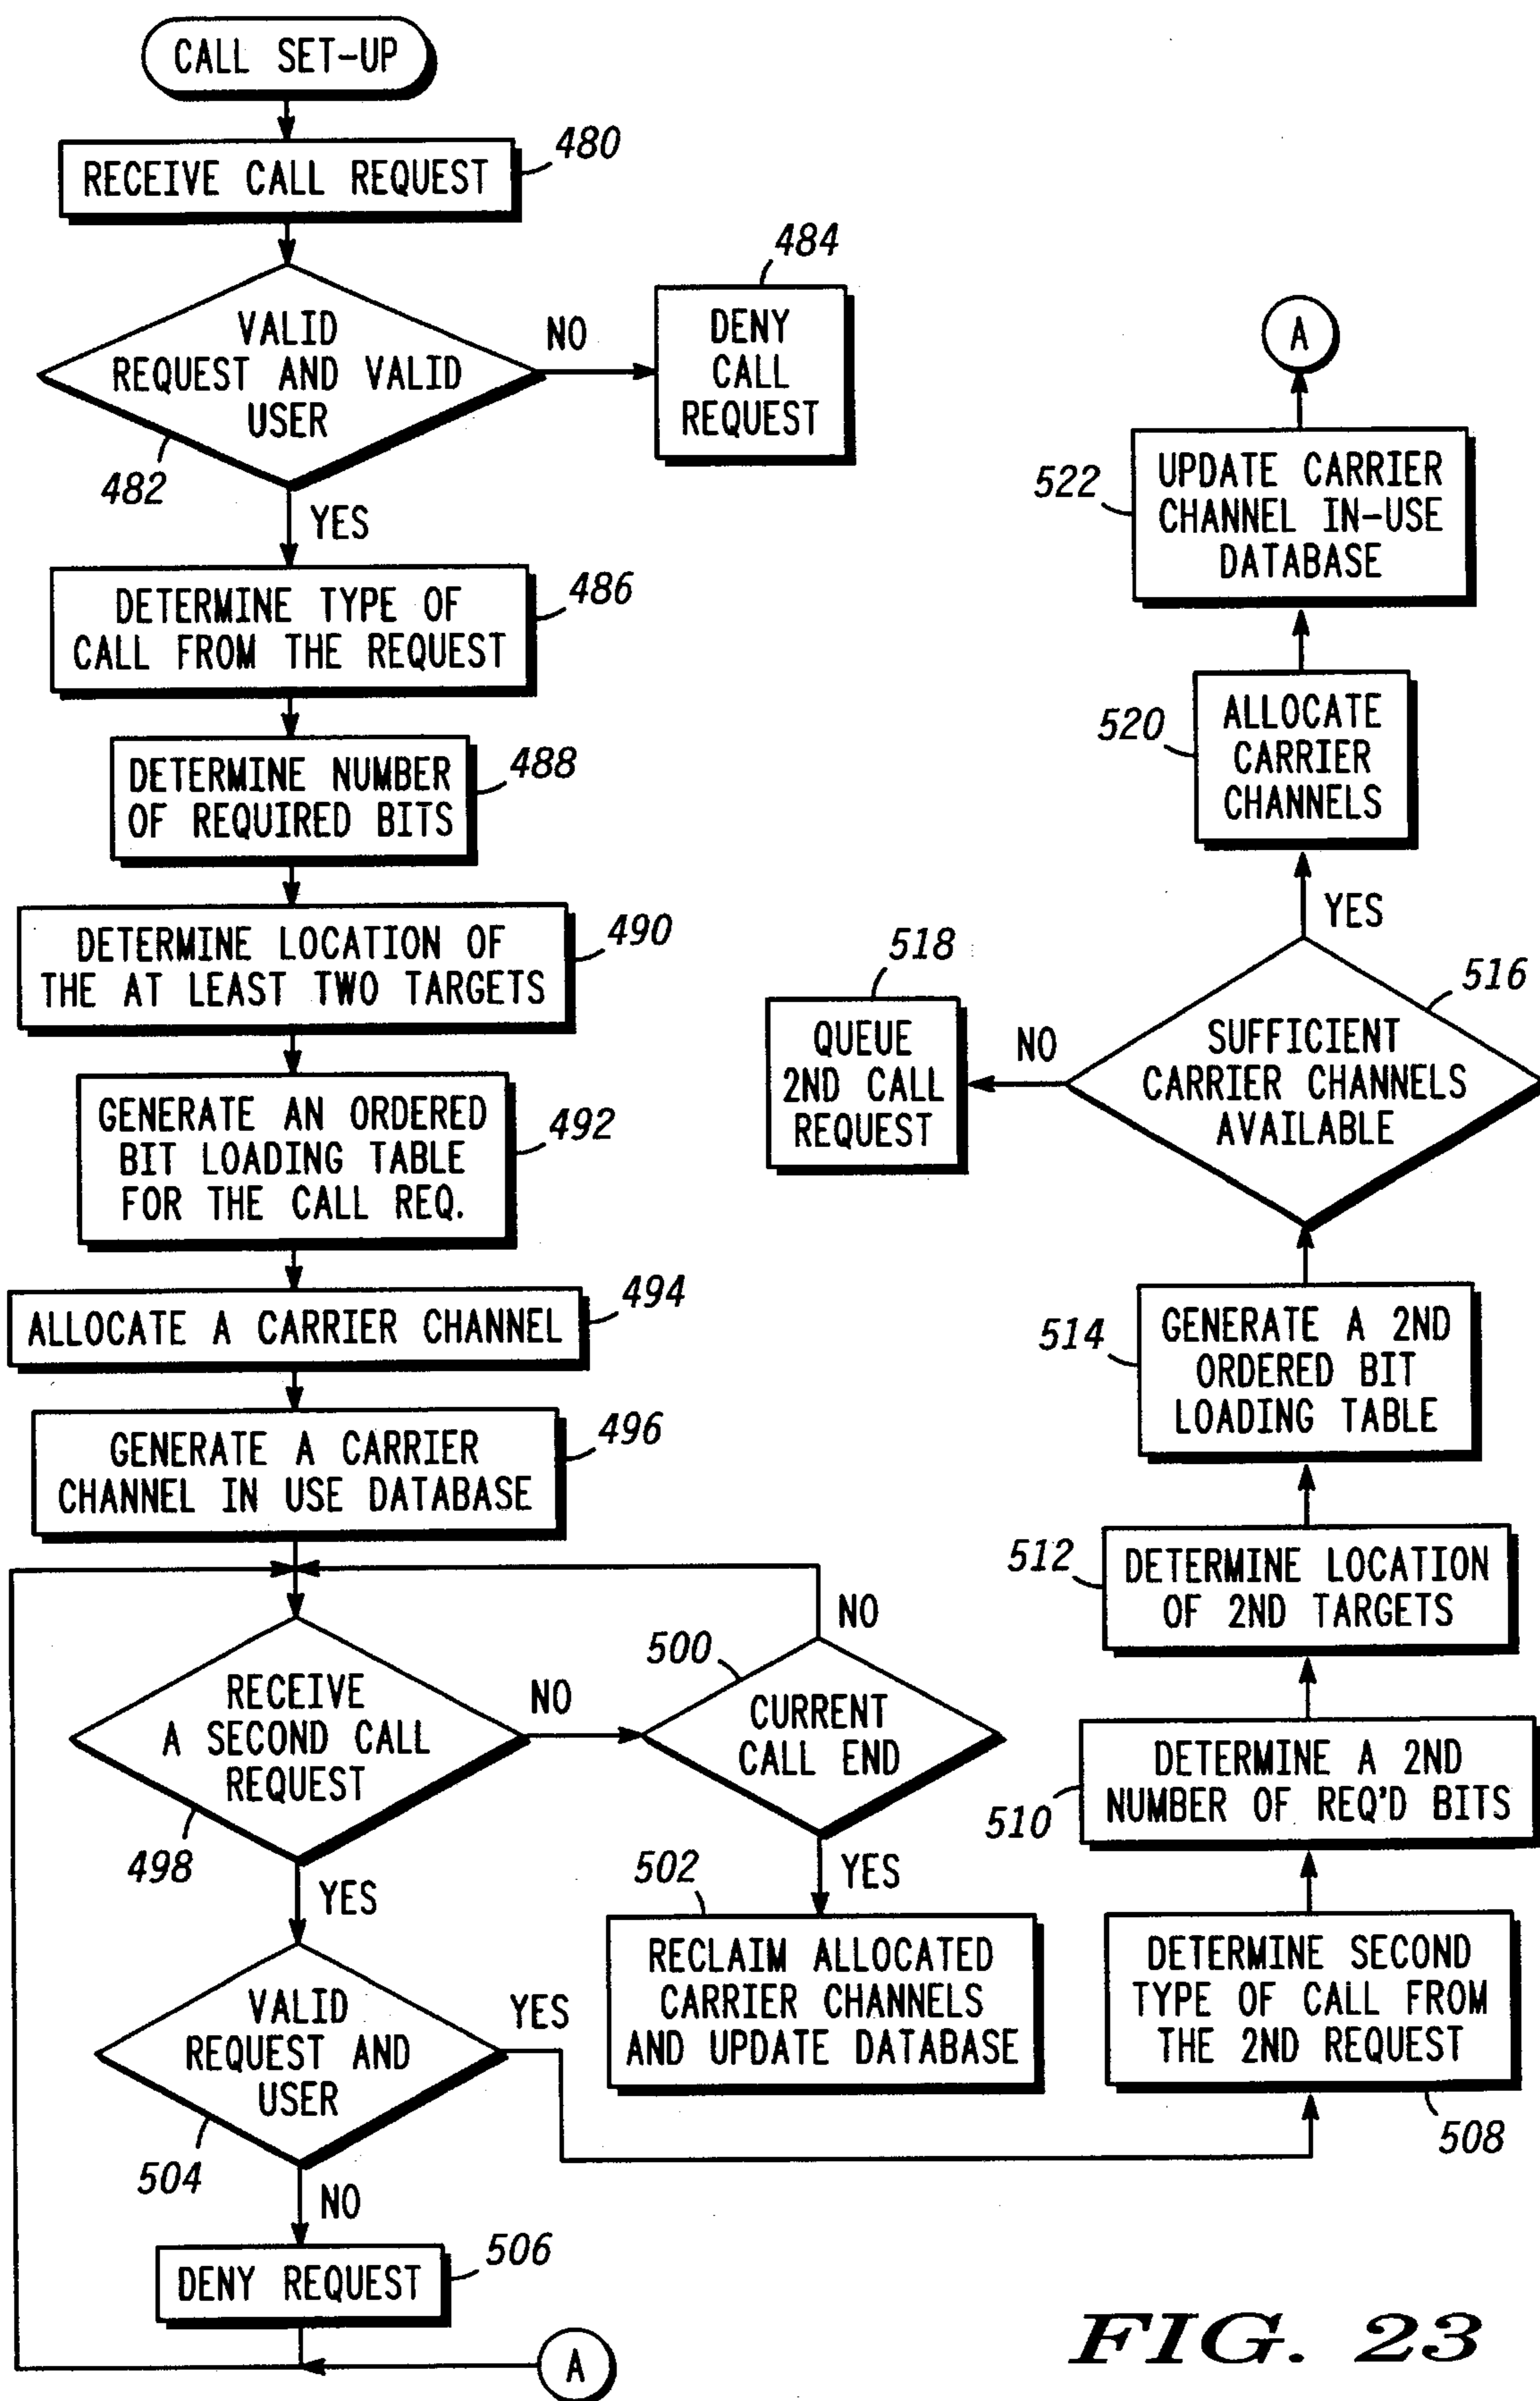 CALL SET-UP
RECEIVE CALL REQUEST
480
VALID
REQUEST AND VALID
USER
482
NO
484
DENY
CALL
REQUEST
YES
DETERMINE TYPE OF
CALL FROM THE REQUEST
486
DETERMINE NUMBER
OF REQUIRED BITS
488
DETERMINE LOCATION OF
THE AT LEAST TWO TARGETS
490
GENERATE AN ORDERED
BIT LOADING TABLE
FOR THE CALL REQ.
492
ALLOCATE A CARRIER CHANNEL
494
GENERATE A CARRIER
CHANNEL IN USE DATABASE
496
RECEIVE
A SECOND CALL
REQUEST
498
NO
500
CURRENT
CALL END
NO
YES
502
RECLAIM ALLOCATED
CARRIER CHANNELS
AND UPDATE DATABASE
YES
VALID
REQUEST AND
USER
504
YES
NO
DENY REQUEST
506
A
DETERMINE SECOND
TYPE OF CALL FROM
THE 2ND REQUEST
508
DETERMINE A 2ND
NUMBER OF REQ'D BITS
510
DETERMINE LOCATION
OF 2ND TARGETS
512
GENERATE A 2ND
ORDERED BIT
LOADING TABLE
514
SUFFICIENT
CARRIER CHANNELS
AVAILABLE
516
NO
518
QUEUE
2ND CALL
REQUEST
YES
ALLOCATE
CARRIER
CHANNELS
520
UPDATE CARRIER
CHANNEL IN-USE
DATABASE
522
A
FIG. 23